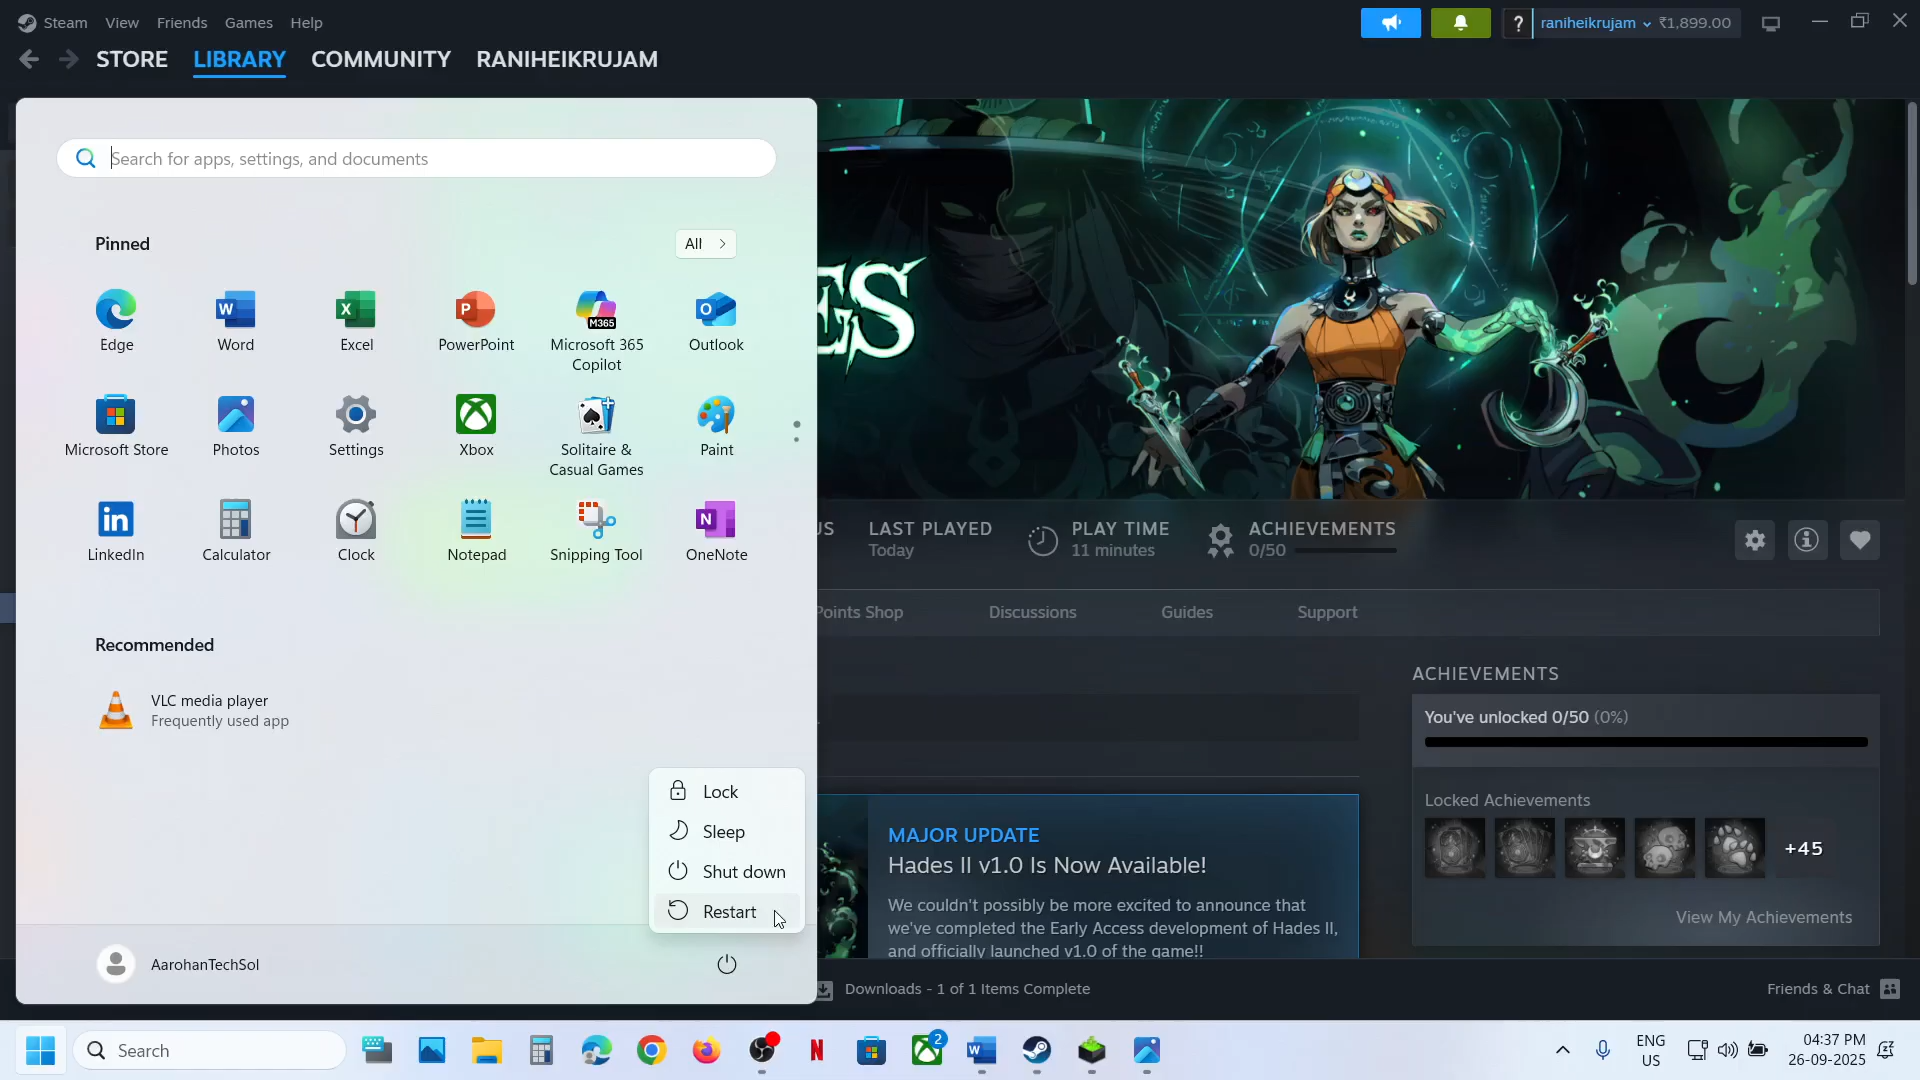 Steam View Friends Games Help
? raniheikrujam ₹1,899.00
STORE LIBRARY COMMUNITY RANIHEIKRUJAM
Search for apps, settings, and documents
Pinned
All
Edge Word Excel PowerPoint Microsoft 365 Copilot Outlook
Microsoft Store Photos Settings Xbox Solitaire & Casual Games Paint
LinkedIn Calculator Clock Notepad Snipping Tool OneNote
Recommended
VLC media player
Frequently used app
Lock
Sleep
Shut down
Restart
AarohanTechSol
ES
US LAST PLAYED PLAY TIME ACHIEVEMENTS
Today 11 minutes 0/50
Points Shop Discussions Guides Support
ACHIEVEMENTS
You've unlocked 0/50 (0%)
Locked Achievements
+45
View My Achievements
MAJOR UPDATE
Hades II v1.0 Is Now Available!
We couldn't possibly be more excited to announce that
we've completed the Early Access development of Hades II,
and officially launched v1.0 of the game!!
Downloads - 1 of 1 Items Complete
Friends & Chat
Search
2
ENG
US
04:37 PM
26-09-2025